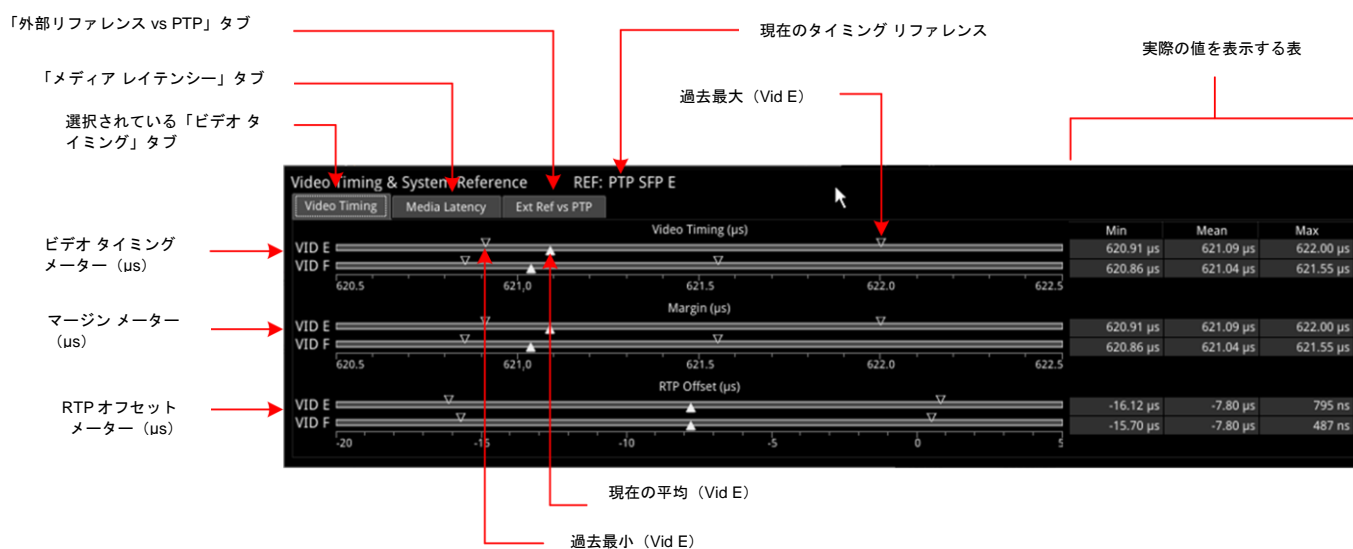 「外部リファレンス vs PTP」タブ
現在のタイミング リファレンス
実際の値を表示する表
「メディア レイテンシー」タブ
過去最大（Vid E）
選択されている「ビデオ タ
イミング」タブ
Video Timing & System Reference REF: PTP SFP E
Video Timing Media Latency Ext Ref vs PTP
Video Timing (µs) Min Mean Max
ビデオ タイミング
メーター（µs）
VID E 620.91 µs 621.09 µs 622.00 µs
VID F 620.86 µs 621.04 µs 621.55 µs
620.5 621,0 621.5 622.0 622.5
Margin (µs)
マージン メーター
（µs）
VID E 620.91 µs 621.09 µs 622.00 µs
VID F 620.86 µs 621.04 µs 621.55 µs
620.5 621,0 621.5 622.0 622.5
RTP Offset (µs)
RTP オフセット
メーター（µs）
VID E -16.12 µs -7.80 µs 795 ns
VID F -15.70 µs -7.80 µs 487 ns
-20 -15 -10 -5 0 5
現在の平均（Vid E）
過去最小（Vid E）